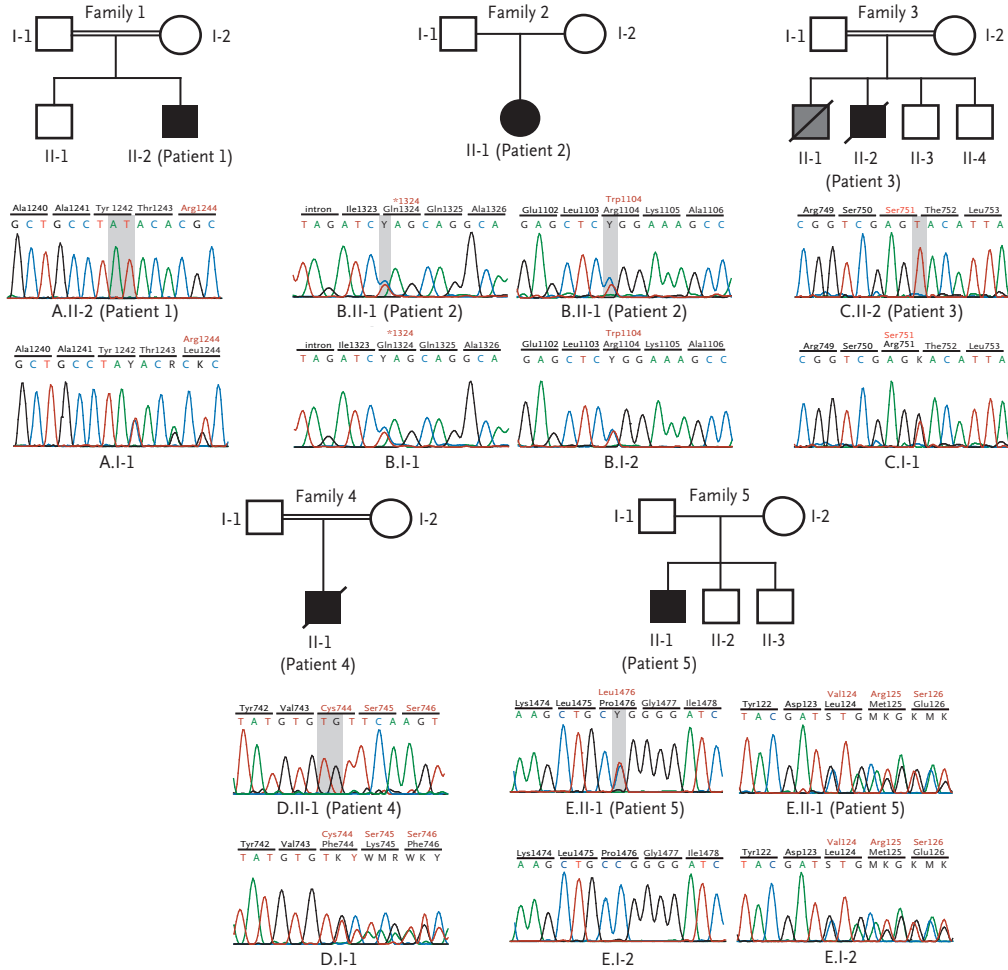 Family 1
I-1 I-2
II-1 II-2 (Patient 1)
Family 2
I-1 I-2
II-1 (Patient 2)
Family 3
I-1 I-2
II-1 II-2 II-3 II-4
(Patient 3)
Arg1244
Ala1240 Ala1241 Tyr 1242 Thr1243
G C T G C C T A T A C A C G C
A.II-2 (Patient 1)
*1324
intron Ile1323 Gln1324 Gln1325 Ala1326
T A G A T C Y A G C A G G C A
B.II-1 (Patient 2)
Trp1104
Glu1102 Leu1103 Arg1104 Lys1105 Ala1106
G A G C T C Y G G A A A G C C
B.II-1 (Patient 2)
Arg749 Ser750 Ser751 The752 Leu753
C G G T C G A G T A C A T T A
C.II-2 (Patient 3)
Arg1244
Ala1240 Ala1241 Tyr 1242 Thr1243 Leu1244
G C T G C C T A Y A C R C K C
A.I-1
*1324
intron Ile1323 Gln1324 Gln1325 Ala1326
T A G A T C Y A G C A G G C A
B.I-1
Trp1104
Glu1102 Leu1103 Arg1104 Lys1105 Ala1106
G A G C T C Y G G A A A G C C
B.I-2
Ser751
Arg749 Ser750 Arg751 The752 Leu753
C G G T C G A G K A C A T T A
C.I-1
Family 4
I-1 I-2
II-1
(Patient 4)
Family 5
I-1 I-2
II-1 II-2 II-3
(Patient 5)
Tyr742 Val743 Cys744 Ser745 Ser746
T A T G T G T G T T C A A G T
D.II-1 (Patient 4)
Leu1476
Lys1474 Leu1475 Pro1476 Gly1477 Ile1478
A A G C T G C Y G G G G A T C
E.II-1 (Patient 5)
Val124 Arg125 Ser126
Tyr122 Asp123 Leu124 Met125 Glu126
T A C G A T S T G M K G K M K
E.II-1 (Patient 5)
Cys744 Ser745 Ser746
Tyr742 Val743 Phe744 Lys745 Phe746
T A T G T G T K Y W M R W K Y
D.I-1
Lys1474 Leu1475 Pro1476 Gly1477 Ile1478
A A G C T G C C G G G G A T C
E.I-2
Val124 Arg125 Ser126
Tyr122 Asp123 Leu124 Met125 Glu126
T A C G A T S T G M K G K M K
E.I-2